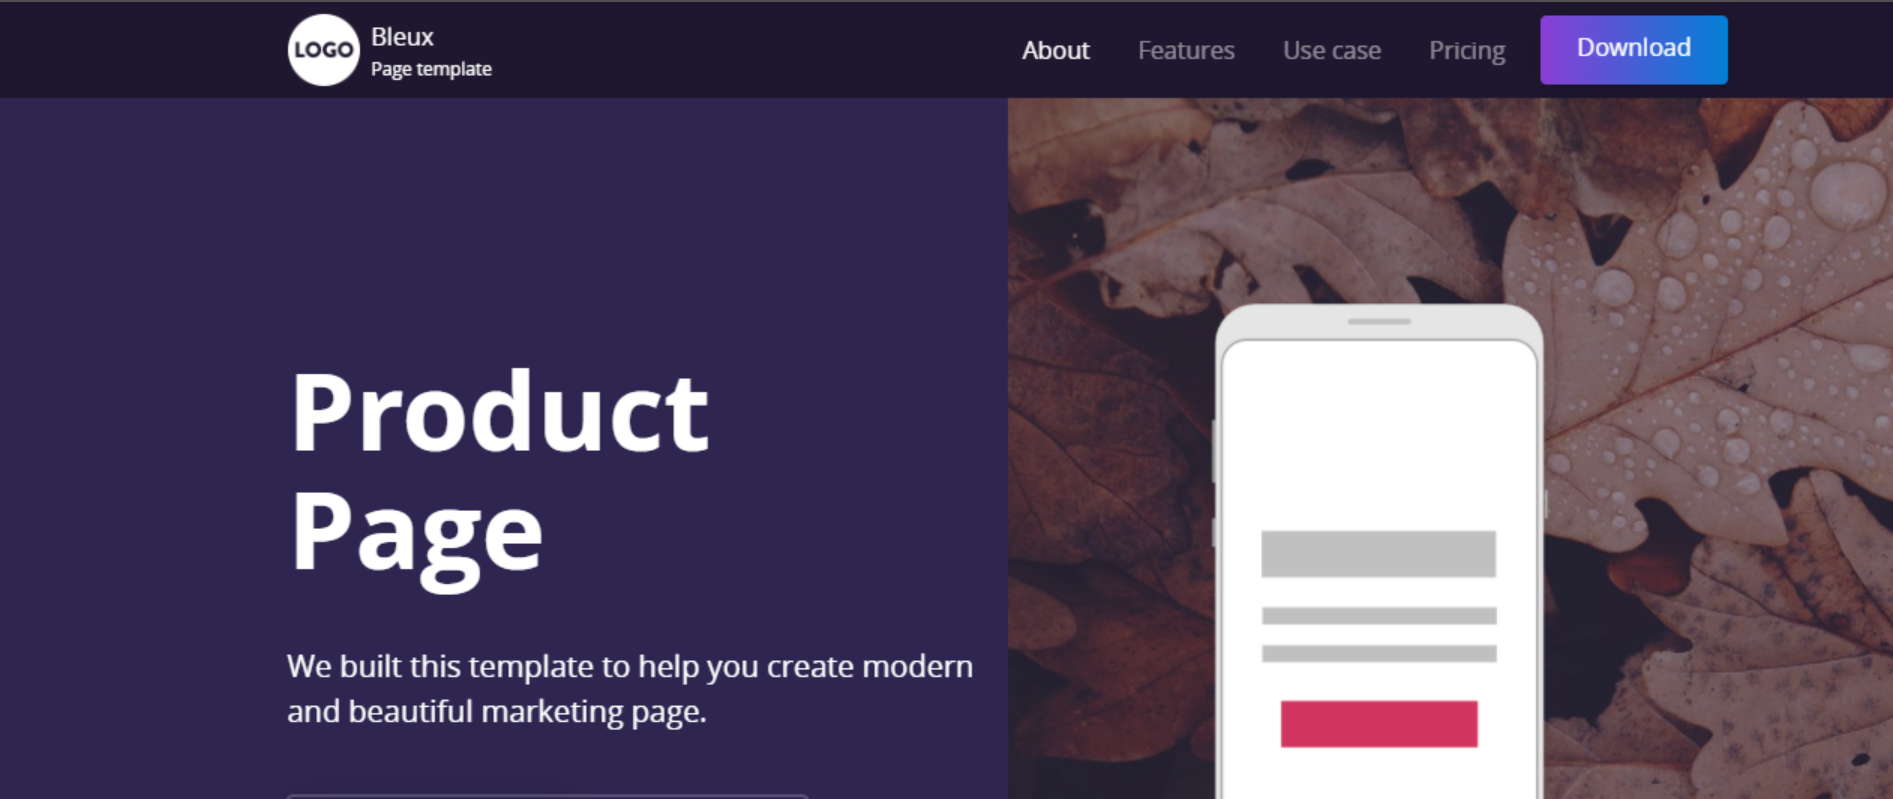 LOGO
Bleux
Page template
About
Features
Use case
Pricing
Download
Product
Page
We built this template to help you create modern
and beautiful marketing page.